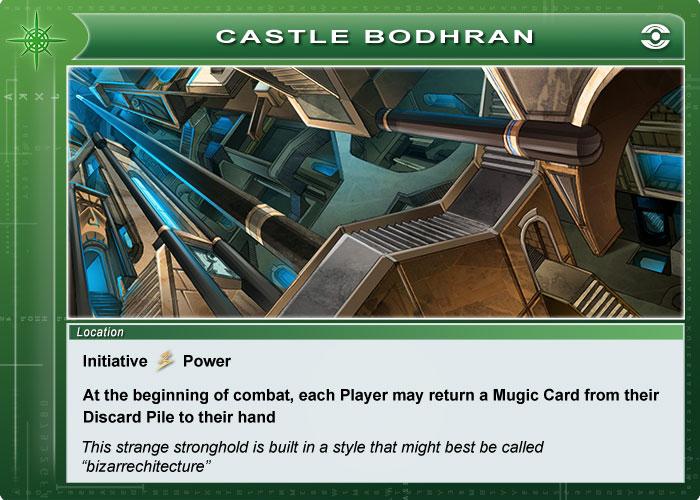 CASTLE BODHRAN
Location
Initiative Power
At the beginning of combat, each Player may return a Mugic Card from their
Discard Pile to their hand
This strange stronghold is built in a style that might best be called
“bizarrechitecture”